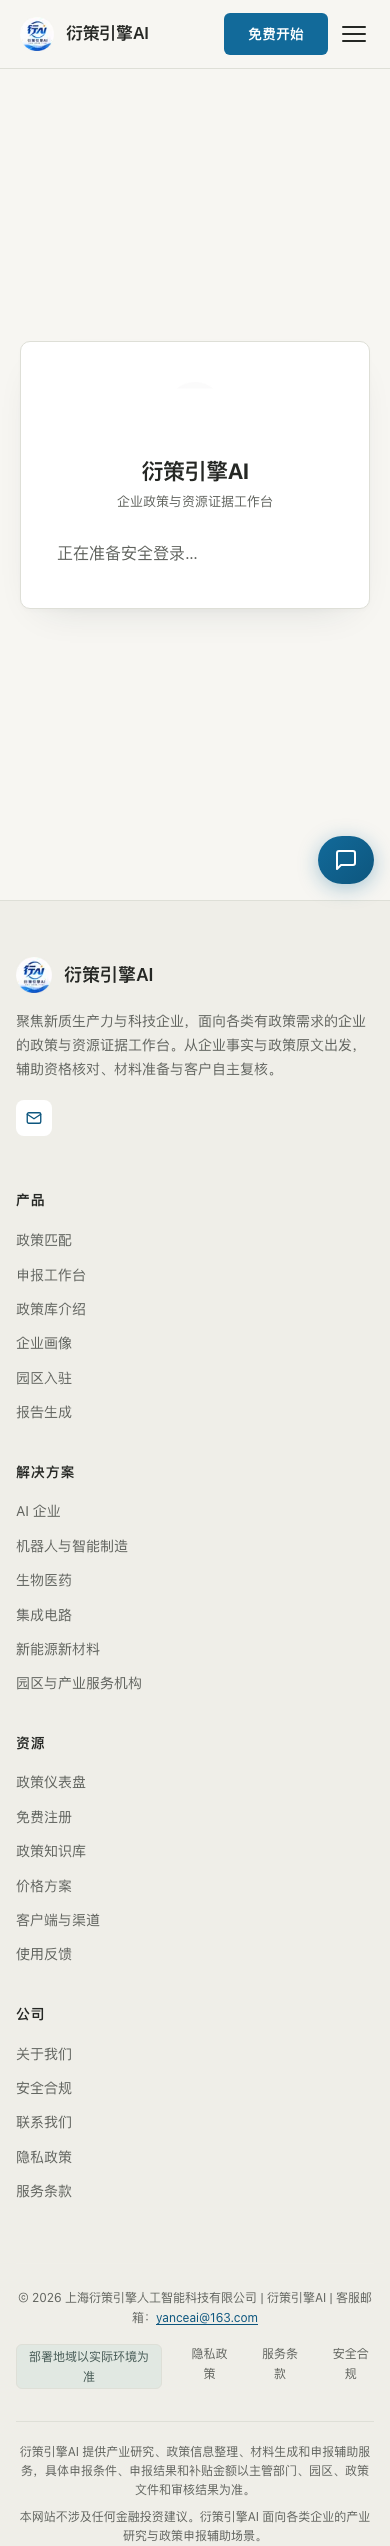 衍策引擎AI
免费开始
衍策引擎AI
企业政策与资源证据工作台
正在准备安全登录...
衍策引擎AI
聚焦新质生产力与科技企业，面向各类有政策需求的企业
的政策与资源证据工作台。从企业事实与政策原文出发，
辅助资格核对、材料准备与客户自主复核。
产品
政策匹配
申报工作台
政策库介绍
企业画像
园区入驻
报告生成
解决方案
AI 企业
机器人与智能制造
生物医药
集成电路
新能源新材料
园区与产业服务机构
资源
政策仪表盘
免费注册
政策知识库
价格方案
客户端与渠道
使用反馈
公司
关于我们
安全合规
联系我们
隐私政策
服务条款
© 2026 上海衍策引擎人工智能科技有限公司 | 衍策引擎AI | 客服邮
箱：yanceai@163.com
部署地域以实际环境为
准
隐私政
策
服务条
款
安全合
规
衍策引擎AI 提供产业研究、政策信息整理、材料生成和申报辅助服
务，具体申报条件、申报结果和补贴金额以主管部门、园区、政策
文件和审核结果为准。
本网站不涉及任何金融投资建议。衍策引擎AI 面向各类企业的产业
研究与政策申报辅助场景。